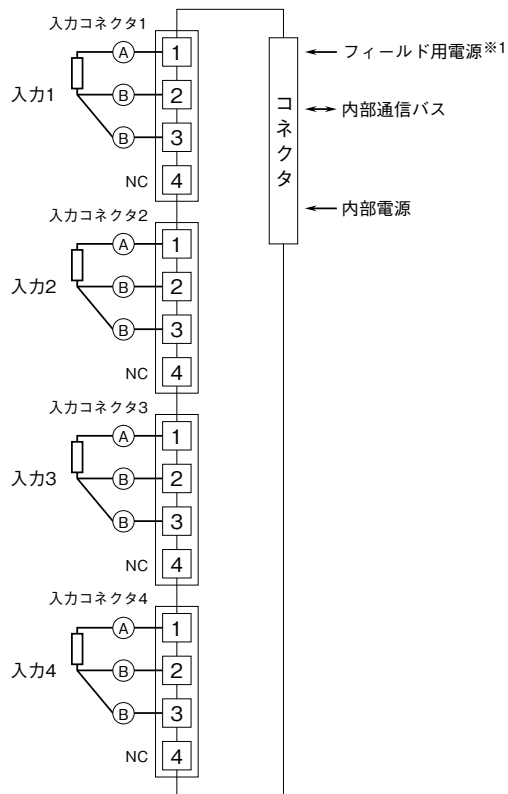 入力コネクタ1
入力1
A 1
B 2
B 3
NC 4
入力コネクタ2
入力2
A 1
B 2
B 3
NC 4
入力コネクタ3
入力3
A 1
B 2
B 3
NC 4
入力コネクタ4
入力4
A 1
B 2
B 3
NC 4
コネクタ
フィールド用電源※1
内部通信バス
内部電源